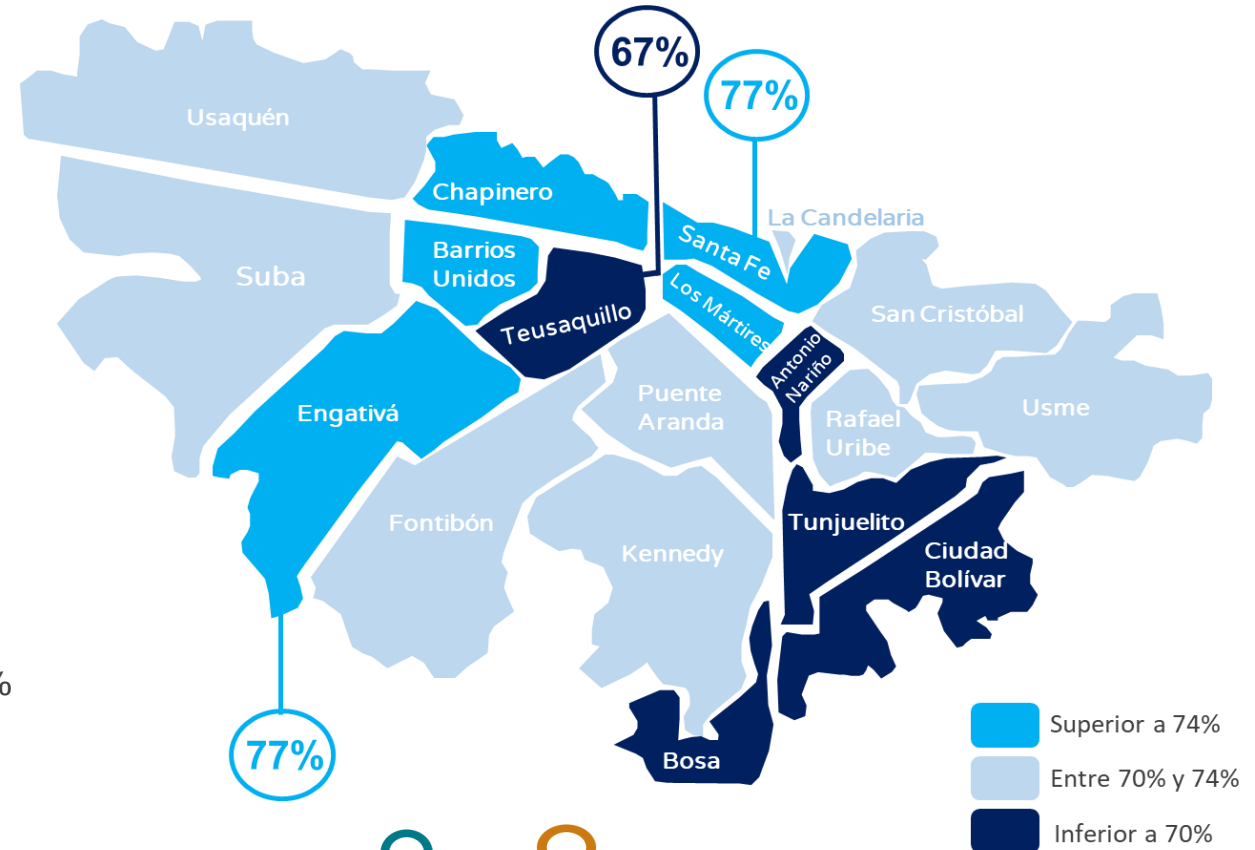 67%
77%
Usaquén
Chapinero
La Candelaria
Santa Fe
Barrios
Unidos
Suba
Los Mártires
San Cristóbal
Teusaquillo
Antonio
Nariño
Puente
Aranda
Engativá
Rafael
Uribe
Usme
Fontibón
Tunjuelito
Kennedy
Ciudad
Bolívar
%
77%
Bosa
Superior a 74%
Entre 70% y 74%
Inferior a 70%